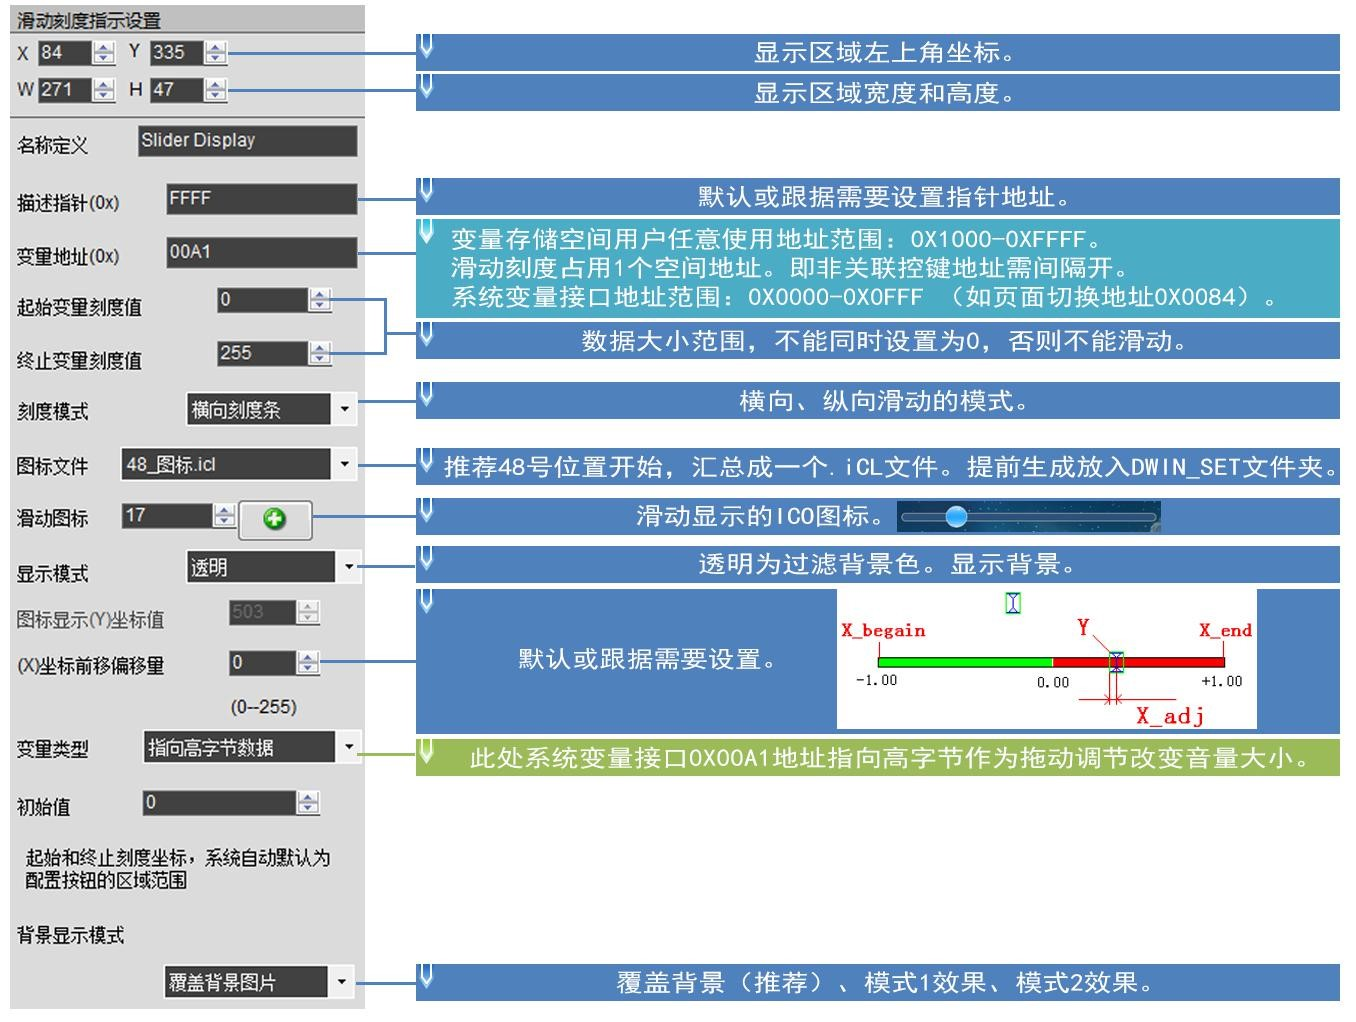 滑动刻度指示设置
X 84 Y 335
显示区域左上角坐标。
W 271 H 47
显示区域宽度和高度。
名称定义 Slider Display
描述指针(0x) FFFF
默认或跟据需要设置指针地址。
变量地址(0x) 00A1
变量存储空间用户任意使用地址范围：0X1000-0XFFFF。
滑动刻度占用1个空间地址。即非关联控键地址需间隔开。
系统变量接口地址范围：0X0000-0X0FFF （如页面切换地址0X0084）。
起始变量刻度值 0
终止变量刻度值 255
数据大小范围，不能同时设置为0，否则不能滑动。
刻度模式 横向刻度条
横向、纵向滑动的模式。
图标文件 48_图标.icl
推荐48号位置开始，汇总成一个.iCL文件。提前生成放入DWIN_SET文件夹。
滑动图标 17
滑动显示的ICO图标。
显示模式 透明
透明为过滤背景色。显示背景。
图标显示(Y)坐标值 503
(X)坐标前移偏移量 0
(0--255)
默认或跟据需要设置。
X_begain Y X_end
-1.00 0.00 +1.00
X_adj
变量类型 指向高字节数据
此处系统变量接口0X00A1地址指向高字节作为拖动调节改变音量大小。
初始值 0
起始和终止刻度坐标，系统自动默认为
配置按钮的区域范围
背景显示模式
覆盖背景图片
覆盖背景（推荐）、模式1效果、模式2效果。